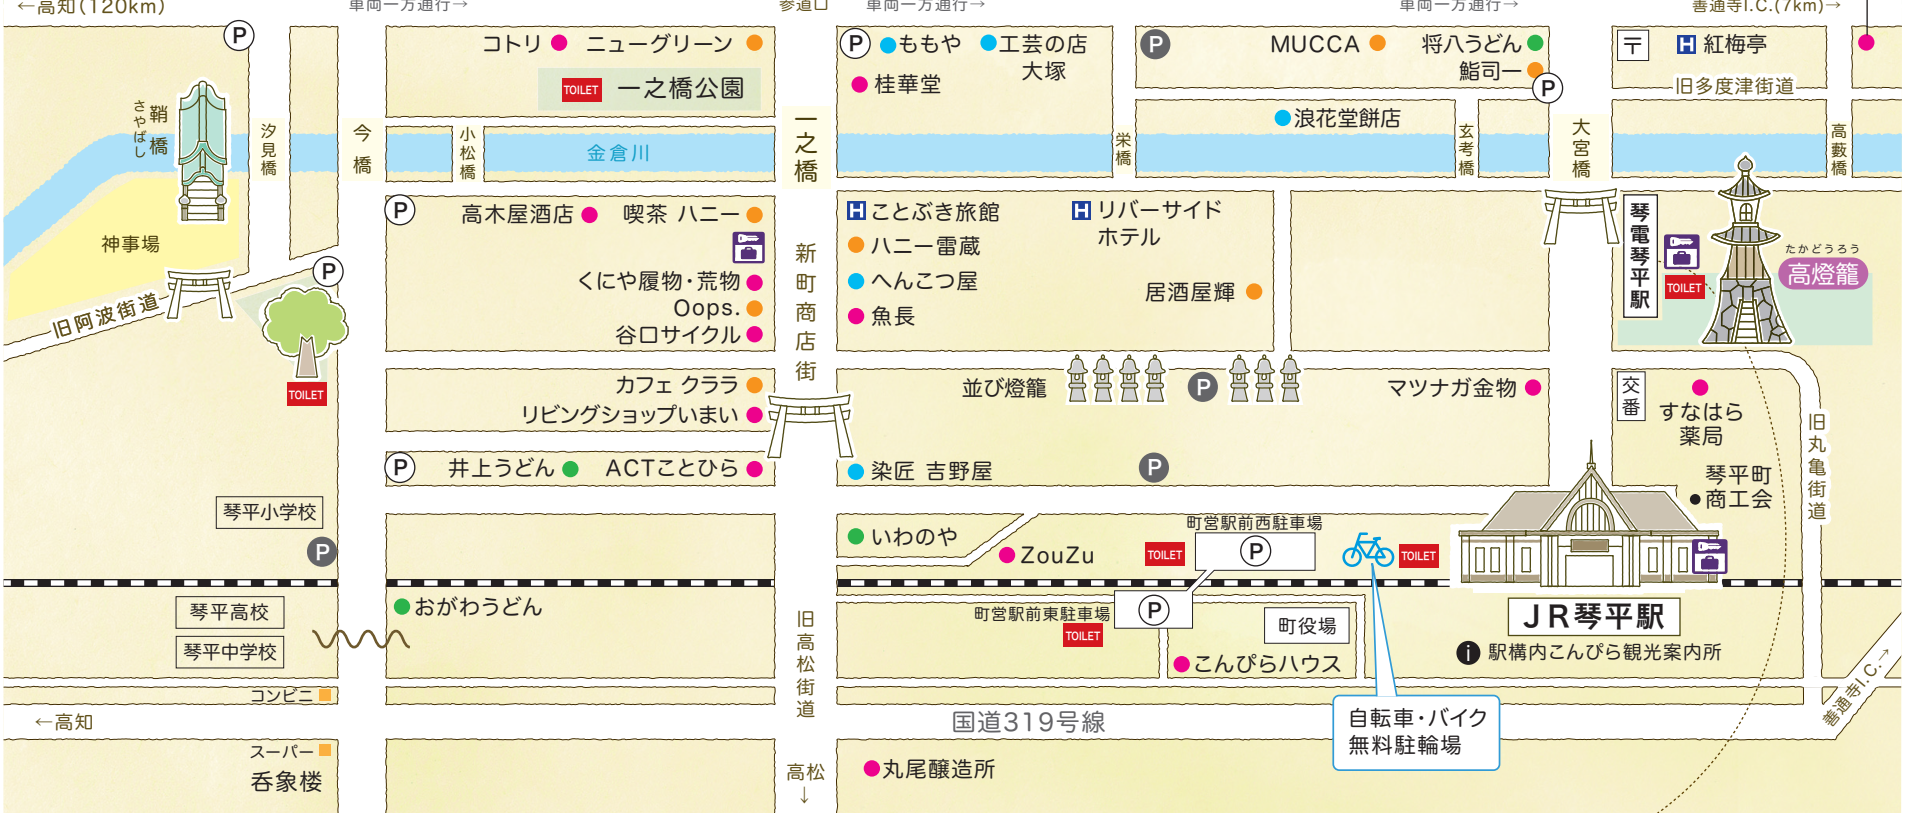 ←高知(120km)
車両一方通行→
参道口
車両一方通行→
車両一方通行→
善通寺I.C.(7km)→
P
コトリ
ニューグリーン
TOILET
一之橋公園
P
ももや
工芸の店
大塚
桂華堂
P
MUCCA
将八うどん
鮨司一
P
〒
H
紅梅亭
旧多度津街道
浪花堂餅店
鞘橋
さやばし
汐見橋
今橋
小松橋
金倉川
一之橋
栄橋
玄考橋
大宮橋
高藪橋
神事場
P
高木屋酒店
喫茶 ハニー
くにや履物・荒物
Oops.
谷口サイクル
新町商店街
H
ことぶき旅館
ハニー雷蔵
へんこつ屋
魚長
H
リバーサイド
ホテル
居酒屋輝
琴電琴平駅
TOILET
たかどうろう
高燈籠
P
旧阿波街道
TOILET
カフェ クララ
リビングショップいまい
並び燈籠
P
マツナガ金物
交番
すなはら
薬局
旧丸亀街道
P
井上うどん
ACTことひら
染匠 吉野屋
P
琴平町
商工会
琴平小学校
P
いわのや
ZouZu
町営駅前西駐車場
TOILET
P
TOILET
琴平高校
琴平中学校
おがわうどん
旧高松街道
町営駅前東駐車場
P
TOILET
町役場
こんぴらハウス
JR琴平駅
i
駅構内こんぴら観光案内所
コンビニ
←高知
国道319号線
自転車・バイク
無料駐輪場
善通寺I.C.→
スーパー
呑象楼
高松
↓
丸尾醸造所